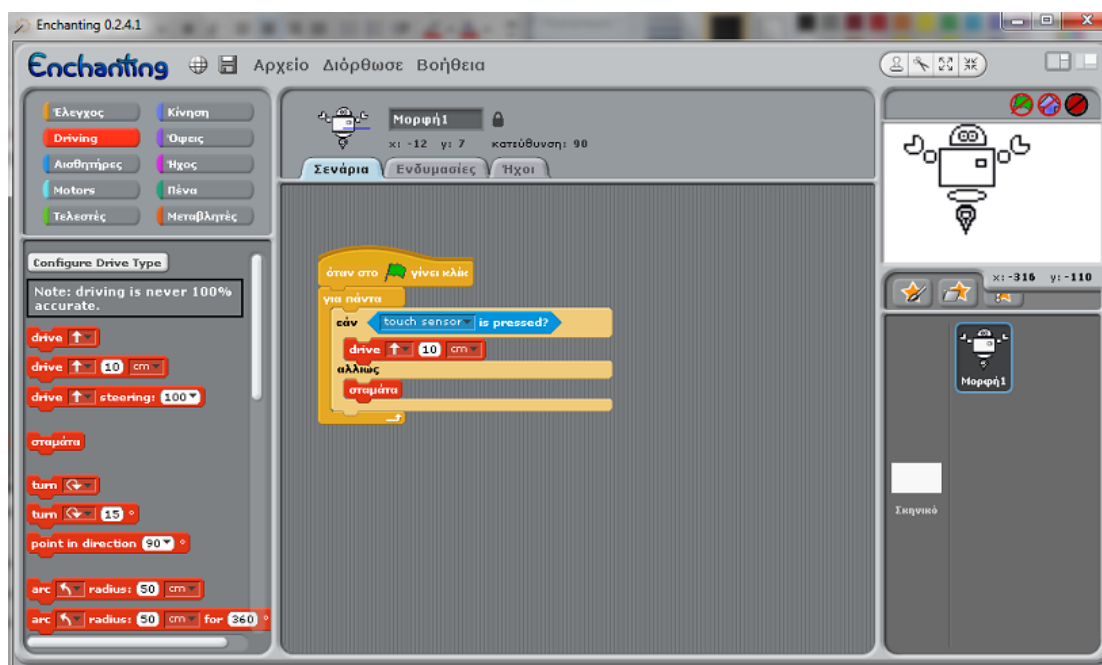 Enchanting 0.2.4.1
Enchanting Αρχείο Διόρθωσε Βοήθεια
Έλεγχος Κίνηση
Driving Όψεις
Αισθητήρες Ήχος
Motors Πένα
Τελεστές Μεταβλητές
Configure Drive Type
Note: driving is never 100%
accurate.
drive
drive 10 cm
drive steering: 100
σταμάτα
turn
turn 15 °
point in direction 90 °
arc radius: 50 cm
arc radius: 50 cm for 360 °
Μορφή1
x: -12 y: 7 κατεύθυνση: 90
Σενάρια Ενδυμασίες Ήχοι
όταν στο γίνει κλικ
για πάντα
εάν touch sensor is pressed?
drive 10 cm
αλλιώς
σταμάτα
x: -316 y: -110
Μορφή1
Σκηνικό